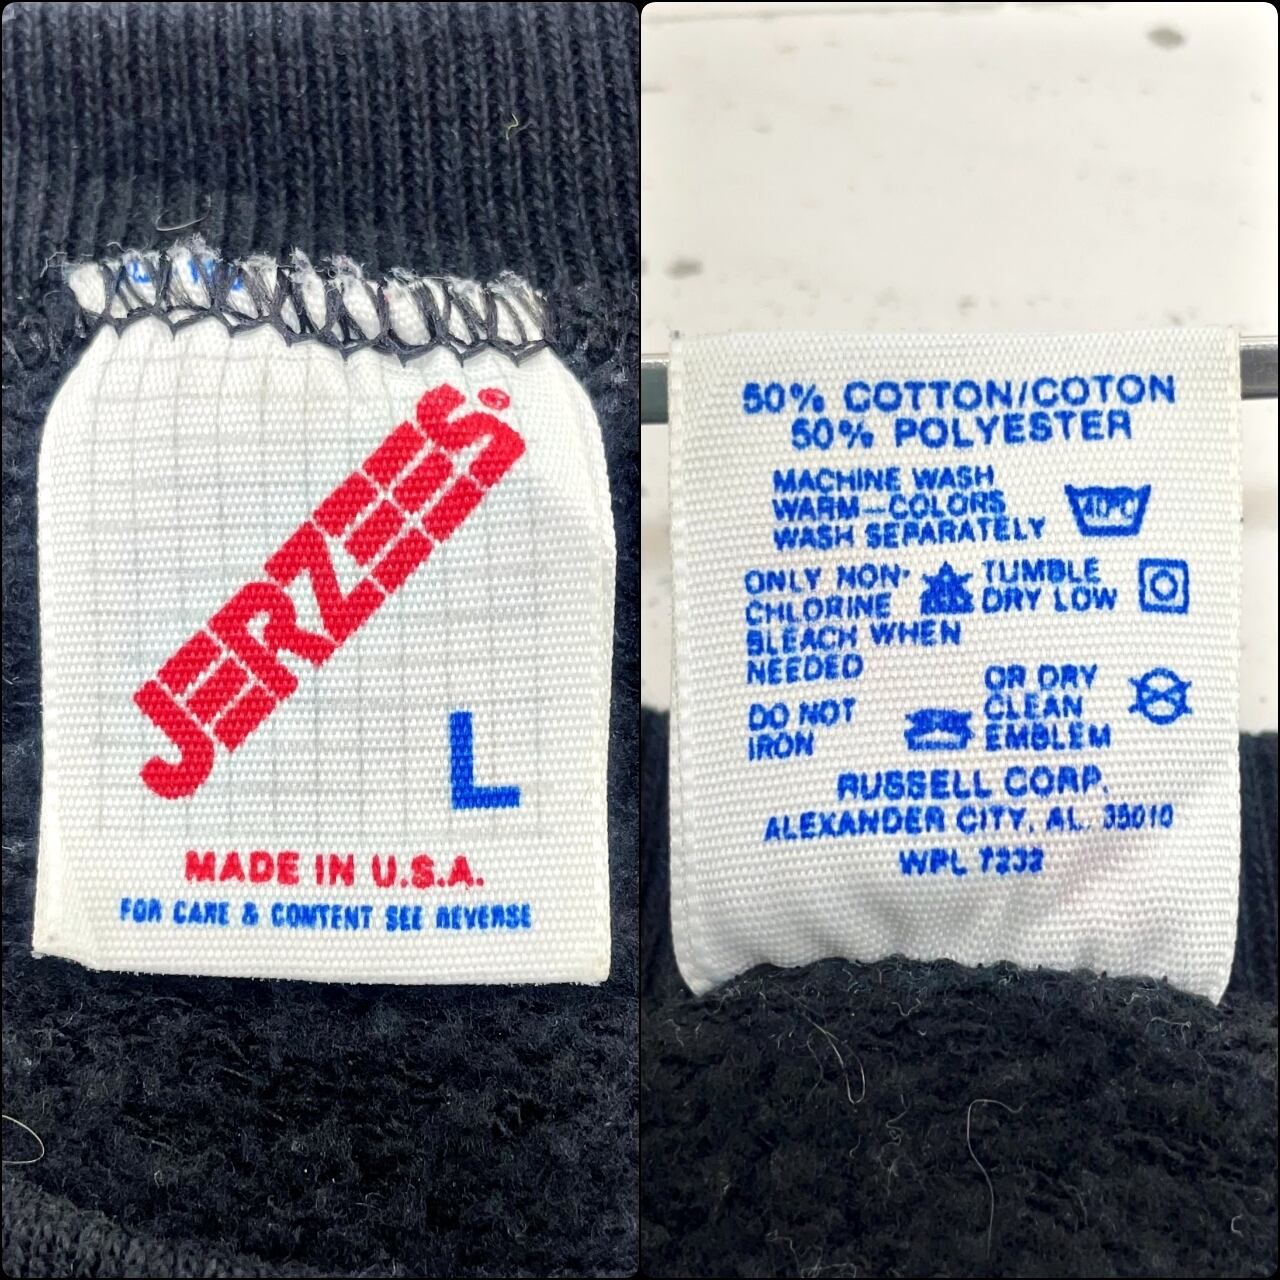 JERZEES®
L
MADE IN U.S.A.
FOR CARE & CONTENT SEE REVERSE
50% COTTON/COTON
50% POLYESTER
MACHINE WASH
WARM-COLORS
WASH SEPARATELY
40°C
ONLY NON-
CHLORINE
BLEACH WHEN
NEEDED
TUMBLE
DRY LOW
DO NOT
IRON
OR DRY
CLEAN
EMBLEM
RUSSELL CORP.
ALEXANDER CITY, AL. 35010
WPL 7232